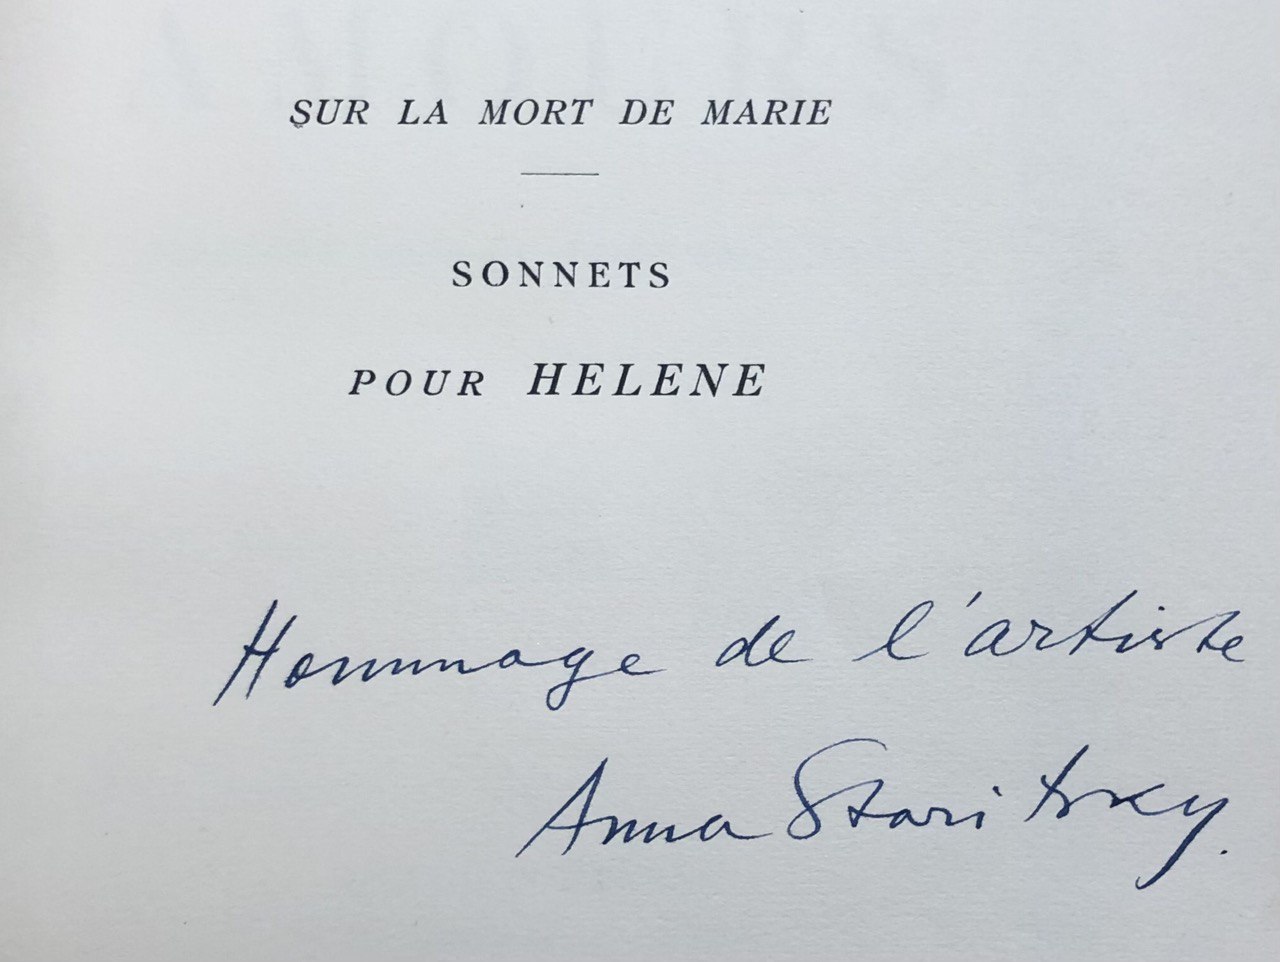 SUR LA MORT DE MARIE
SONNETS
POUR HELENE
Hommage de l'artiste
Anna Staritsky.